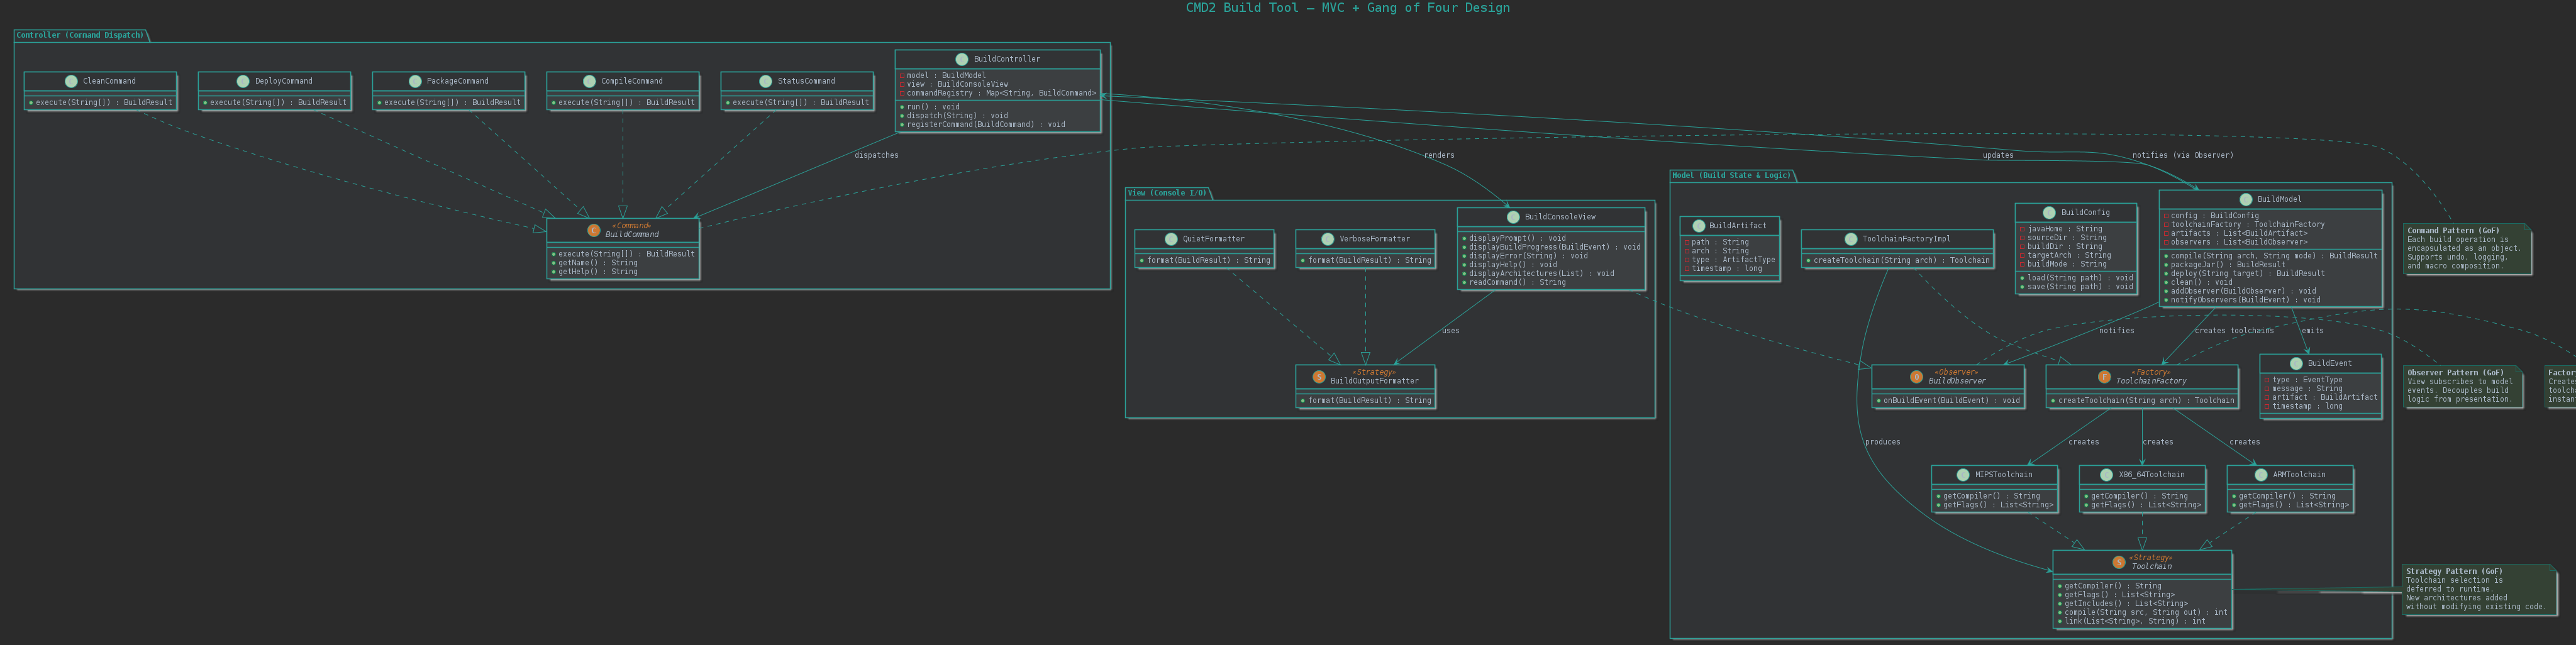 CMD2 Build Tool — MVC + Gang of Four Design
Controller (Command Dispatch)
CleanCommand
execute(String[]) : BuildResult
DeployCommand
execute(String[]) : BuildResult
PackageCommand
execute(String[]) : BuildResult
CompileCommand
execute(String[]) : BuildResult
StatusCommand
execute(String[]) : BuildResult
BuildController
model : BuildModel
view : BuildConsoleView
commandRegistry : Map<String, BuildCommand>
run() : void
dispatch(String) : void
registerCommand(BuildCommand) : void
dispatches
renders
updates
notifies (via Observer)
C
«Command»
BuildCommand
execute(String[]) : BuildResult
getName() : String
getHelp() : String
View (Console I/O)
QuietFormatter
format(BuildResult) : String
VerboseFormatter
format(BuildResult) : String
BuildConsoleView
displayPrompt() : void
displayBuildProgress(BuildEvent) : void
displayError(String) : void
displayHelp() : void
displayArchitectures(List) : void
readCommand() : String
uses
S
«Strategy»
BuildOutputFormatter
format(BuildResult) : String
Model (Build State & Logic)
BuildArtifact
path : String
arch : String
type : ArtifactType
timestamp : long
ToolchainFactoryImpl
createToolchain(String arch) : Toolchain
BuildConfig
javaHome : String
sourceDir : String
buildDir : String
targetArch : String
buildMode : String
load(String path) : void
save(String path) : void
BuildModel
config : BuildConfig
toolchainFactory : ToolchainFactory
artifacts : List<BuildArtifact>
observers : List<BuildObserver>
compile(String arch, String mode) : BuildResult
packageJar() : BuildResult
deploy(String target) : BuildResult
clean() : void
addObserver(BuildObserver) : void
notifyObservers(BuildEvent) : void
notifies
creates toolchains
emits
O
«Observer»
BuildObserver
onBuildEvent(BuildEvent) : void
F
«Factory»
ToolchainFactory
createToolchain(String arch) : Toolchain
BuildEvent
type : EventType
message : String
artifact : BuildArtifact
timestamp : long
produces
creates
creates
creates
MIPSToolchain
getCompiler() : String
getFlags() : List<String>
X86_64Toolchain
getCompiler() : String
getFlags() : List<String>
ARMToolchain
getCompiler() : String
getFlags() : List<String>
S
«Strategy»
Toolchain
getCompiler() : String
getFlags() : List<String>
getIncludes() : List<String>
compile(String src, String out) : int
link(List<String>, String) : int
Command Pattern (GoF)
Each build operation is
encapsulated as an object.
Supports undo, logging,
and macro composition.
Observer Pattern (GoF)
View subscribes to model
events. Decouples build
logic from presentation.
Factor
Create
toolch
instan
Strategy Pattern (GoF)
Toolchain selection is
deferred to runtime.
New architectures added
without modifying existing code.